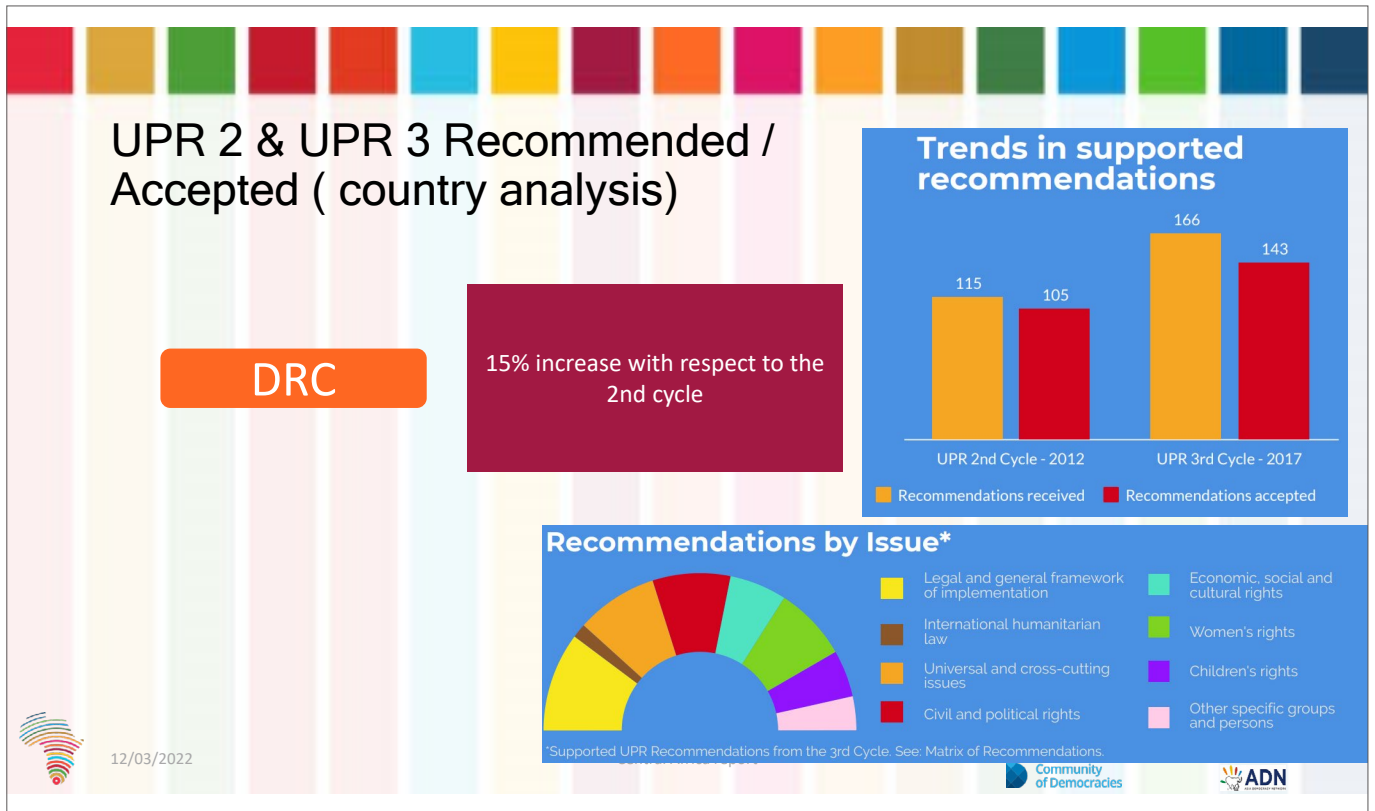 UPR 2 & UPR 3 Recommended /
Accepted ( country analysis)
DRC
15% increase with respect to the
2nd cycle
Trends in supported
recommendations
115
105
166
143
UPR 2nd Cycle - 2012
UPR 3rd Cycle - 2017
Recommendations received
Recommendations accepted
Recommendations by Issue*
Legal and general framework
of implementation
International humanitarian
law
Universal and cross-cutting
issues
Civil and political rights
Economic, social and
cultural rights
Women's rights
Children's rights
Other specific groups
and persons
*Supported UPR Recommendations from the 3rd Cycle. See: Matrix of Recommendations.
12/03/2022
Community
of Democracies
ADN